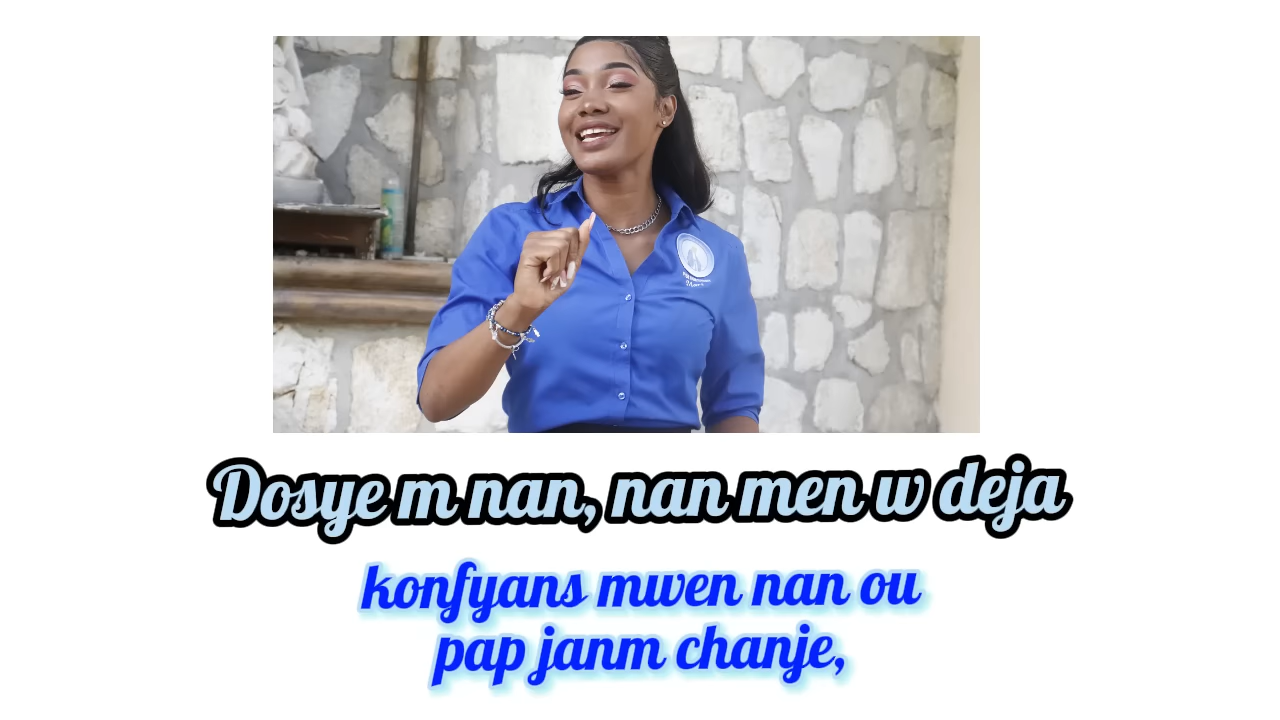 Dosye m nan, nan men w deja
konfyans mwen nan ou
pap janm chanje,